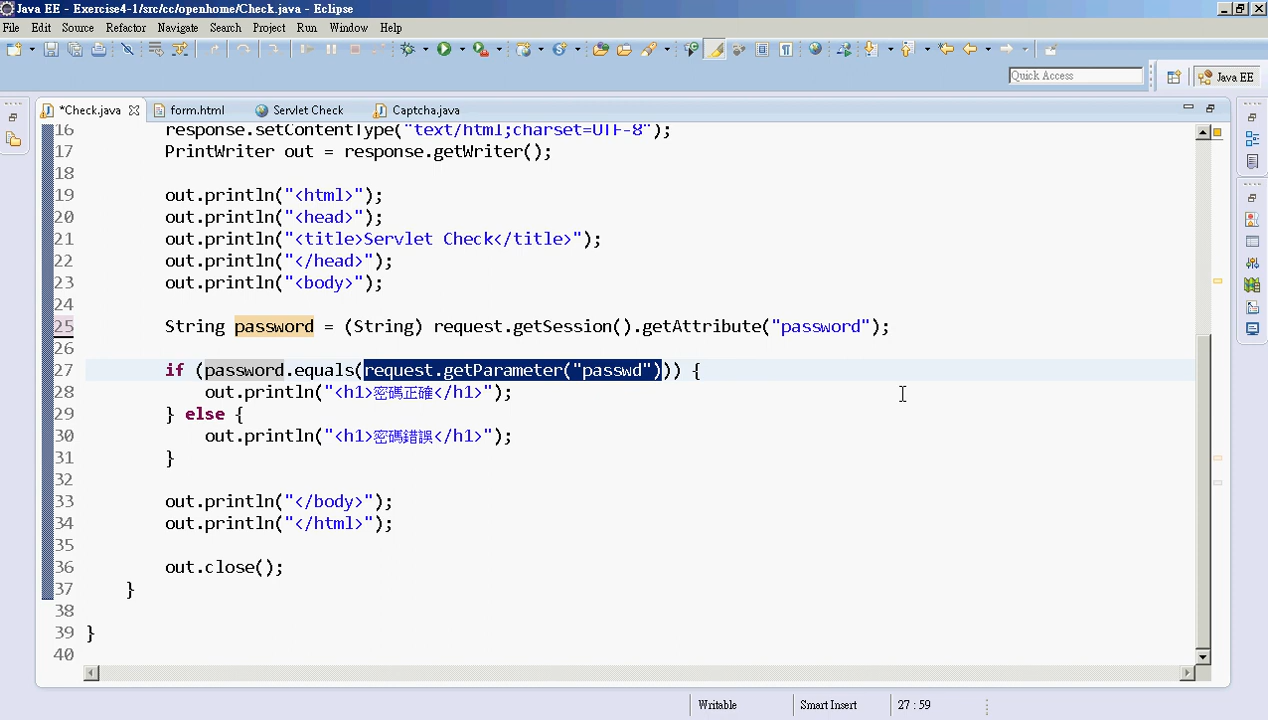 Java EE - Exercise4-1/src/cc/openhome/Check.java - Eclipse
File Edit Source Refactor Navigate Search Project Run Window Help
Quick Access
Java EE
*Check.java form.html Servlet Check Captcha.java
16 response.setContentType("text/html;charset=UTF-8");
17 PrintWriter out = response.getWriter();
18
19 out.println("<html>");
20 out.println("<head>");
21 out.println("<title>Servlet Check</title>");
22 out.println("</head>");
23 out.println("<body>");
24
25 String password = (String) request.getSession().getAttribute("password");
26
27 if (password.equals(request.getParameter("passwd"))) {
28 out.println("<h1>密碼正確</h1>");
29 } else {
30 out.println("<h1>密碼錯誤</h1>");
31 }
32
33 out.println("</body>");
34 out.println("</html>");
35
36 out.close();
37 }
38
39 }
40
Writable Smart Insert 27 : 59